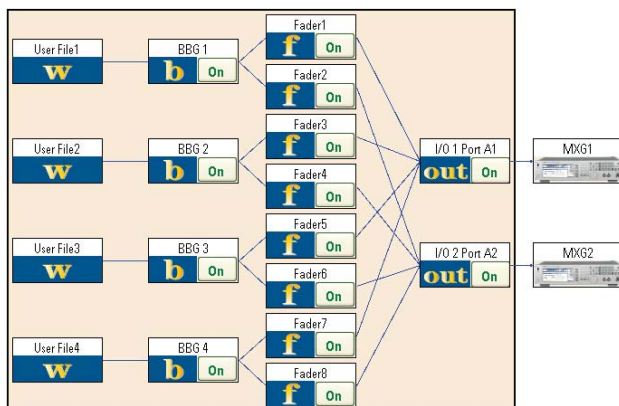 Fader1
User File1 BBG 1 f On
w b On Fader2
f On
Fader3
User File2 BBG 2 f On I/O 1 Port A1 MXG1
w b On Fader4 out On
f On
Fader5
User File3 BBG 3 f On I/O 2 Port A2 MXG2
w b On Fader6 out On
f On
Fader7
User File4 BBG 4 f On
w b On Fader8
f On